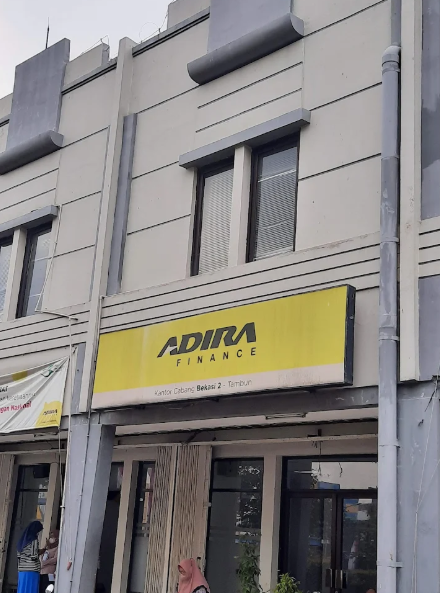 ADIRA
FINANCE
Kantor Cabang Bekasi 2 - Tambun